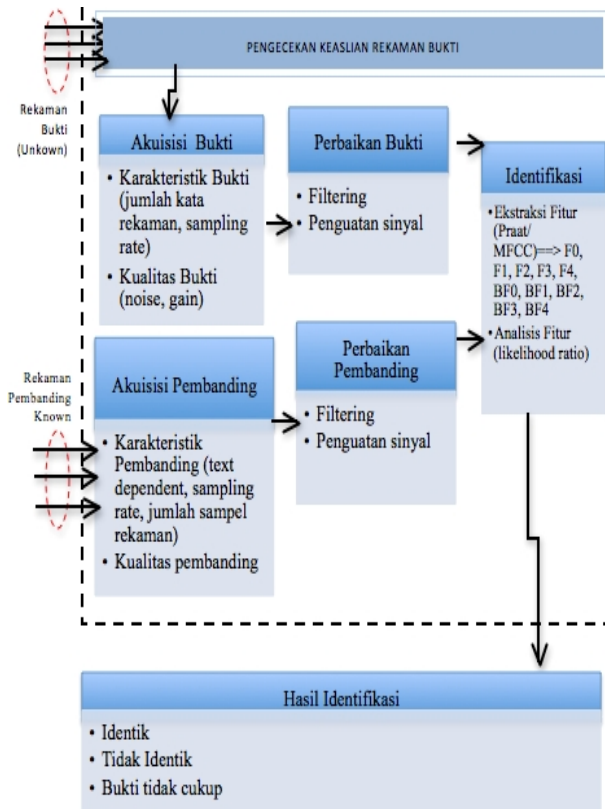 PENGECEKAN KEASLIAN REKAMAN BUKTI
Rekaman
Bukti
(Unkown)
Akuisisi Bukti
• Karakteristik Bukti
(jumlah kata
rekaman, sampling
rate)
• Kualitas Bukti
(noise, gain)
Perbaikan Bukti
• Filtering
• Penguatan sinyal
Identifikasi
• Ekstraksi Fitur
(Praat/
MFCC)==> F0,
F1, F2, F3, F4,
BF0, BF1, BF2,
BF3, BF4
• Analisis Fitur
(likelihood ratio)
Rekaman
Pembanding
Known
Akuisisi Pembanding
• Karakteristik
Pembanding (text
dependent, sampling
rate, jumlah sampel
rekaman)
• Kualitas pembanding
Perbaikan
Pembanding
• Filtering
• Penguatan sinyal
Hasil Identifikasi
• Identik
• Tidak Identik
• Bukti tidak cukup